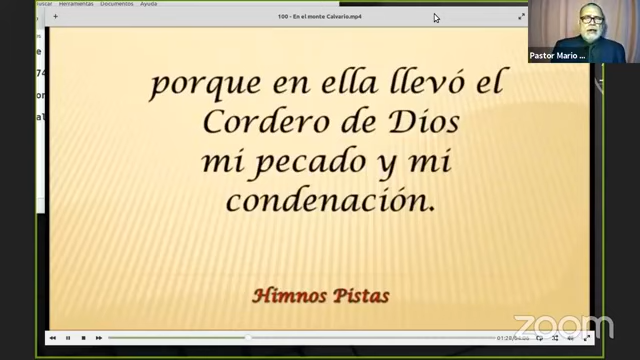 Buscar Herramientas Documentos Ayuda
100 - En el monte Calvario.mp4
Pastor Mario ...
porque en ella llevó el
Cordero de Dios
mi pecado y mi
condenación.
Himnos Pistas
zoom